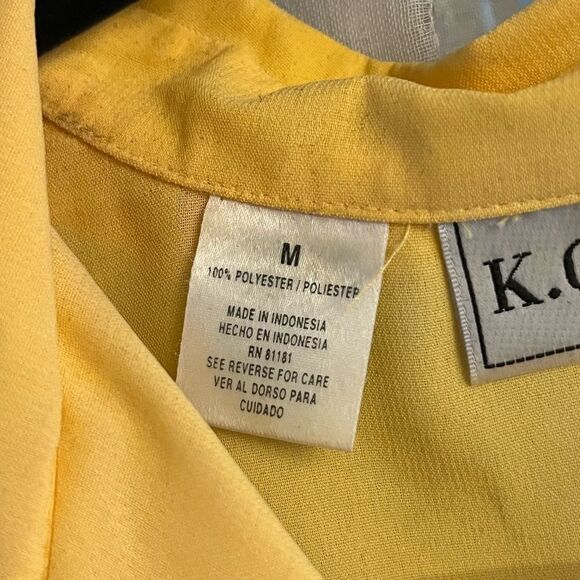 M
100% POLYESTER / POLIESTER
MADE IN INDONESIA
HECHO EN INDONESIA
RN 81181
SEE REVERSE FOR CARE
VER AL DORSO PARA
CUIDADO
K.